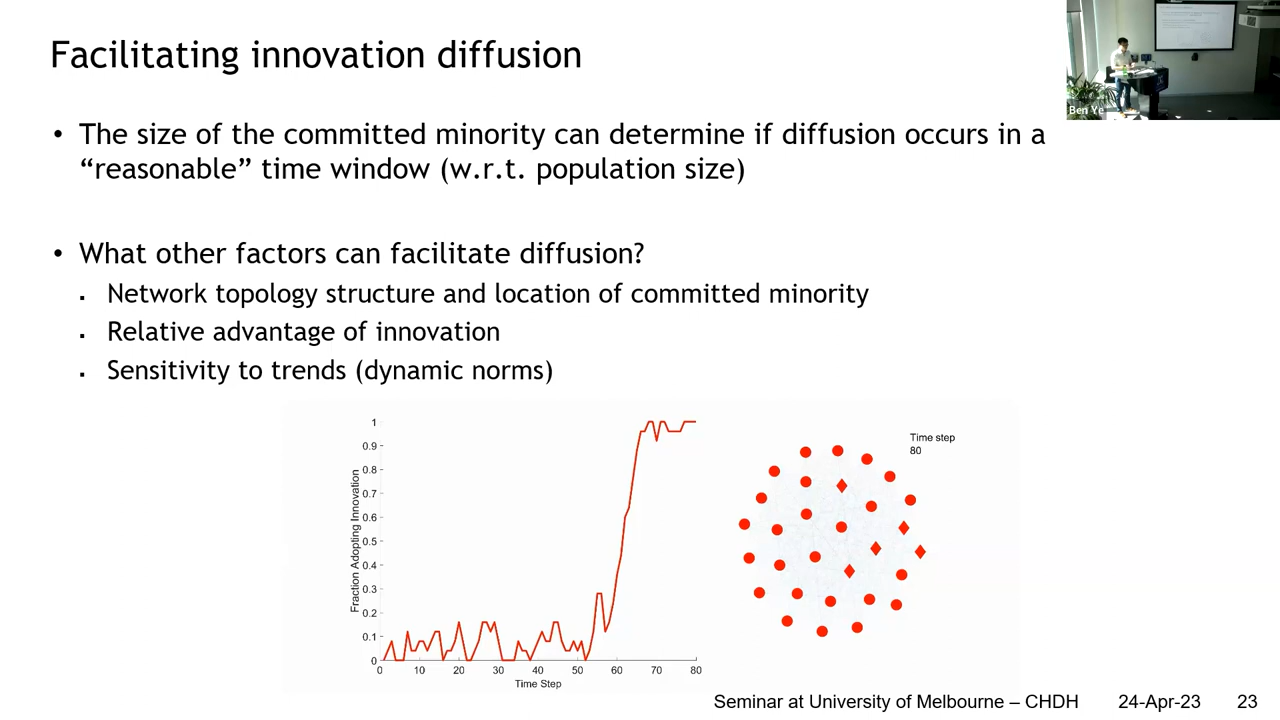 Facilitating innovation diffusion
• The size of the committed minority can determine if diffusion occurs in a
“reasonable” time window (w.r.t. population size)
• What other factors can facilitate diffusion?
▪ Network topology structure and location of committed minority
▪ Relative advantage of innovation
▪ Sensitivity to trends (dynamic norms)
Ben Ye
Fraction Adopting Innovation
1
0.9
0.8
0.7
0.6
0.5
0.4
0.3
0.2
0.1
0
0 10 20 30 40 50 60 70 80
Time Step
Time step
80
Seminar at University of Melbourne – CHDH 24-Apr-23 23